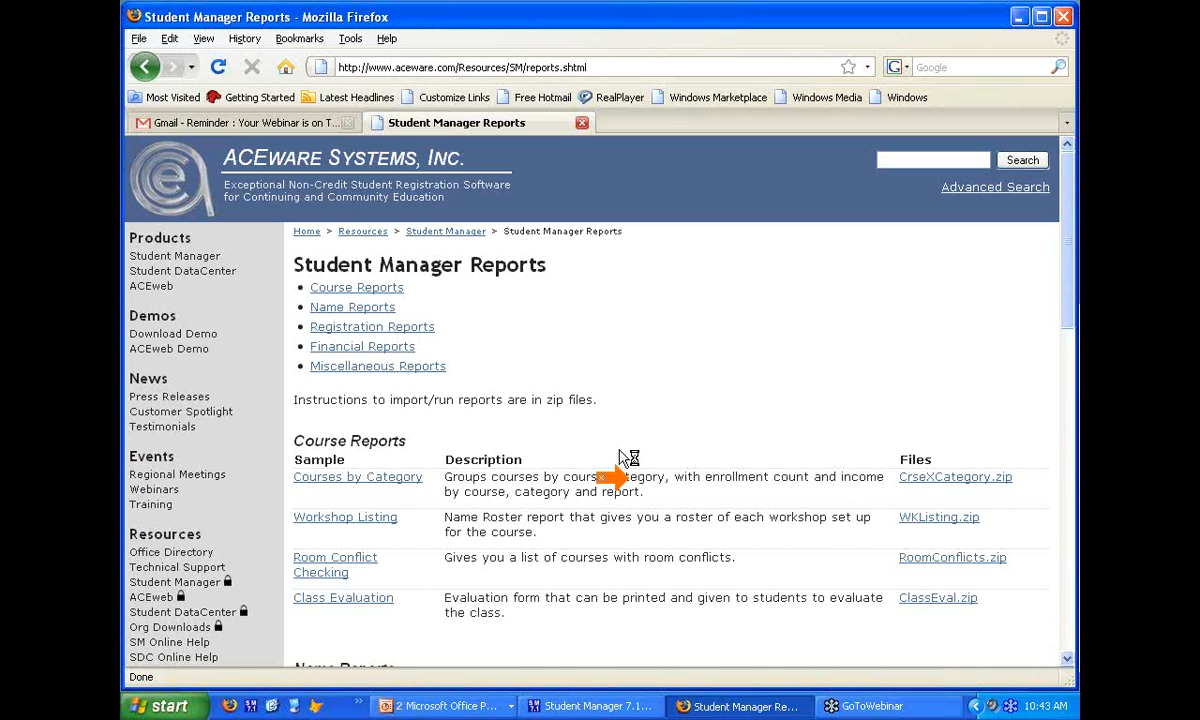 Student Manager Reports - Mozilla Firefox
File Edit View History Bookmarks Tools Help
http://www.aceware.com/Resources/SM/reports.shtml
G Google
Most Visited Getting Started Latest Headlines Customize Links Free Hotmail RealPlayer Windows Marketplace Windows Media Windows
Gmail - Reminder : Your Webinar is on T... Student Manager Reports
ACEWARE SYSTEMS, INC.
Exceptional Non-Credit Student Registration Software
for Continuing and Community Education
Search
Advanced Search
Products
Student Manager
Student DataCenter
ACEweb
Demos
Download Demo
ACEweb Demo
News
Press Releases
Customer Spotlight
Testimonials
Events
Regional Meetings
Webinars
Training
Resources
Office Directory
Technical Support
Student Manager
ACEweb
Student DataCenter
Org Downloads
SM Online Help
SDC Online Help
Home > Resources > Student Manager > Student Manager Reports
Student Manager Reports
• Course Reports
• Name Reports
• Registration Reports
• Financial Reports
• Miscellaneous Reports
Instructions to import/run reports are in zip files.
Course Reports
Sample Description Files
Courses by Category Groups courses by category, with enrollment count and income CrseXCategory.zip
by course, category and report.
Workshop Listing Name Roster report that gives you a roster of each workshop set up WKListing.zip
for the course.
Room Conflict Gives you a list of courses with room conflicts. RoomConflicts.zip
Checking
Class Evaluation Evaluation form that can be printed and given to students to evaluate ClassEval.zip
the class.
Done
start 2 Microsoft Office P... Student Manager 7.1... Student Manager Re... GoToWebinar 10:43 AM